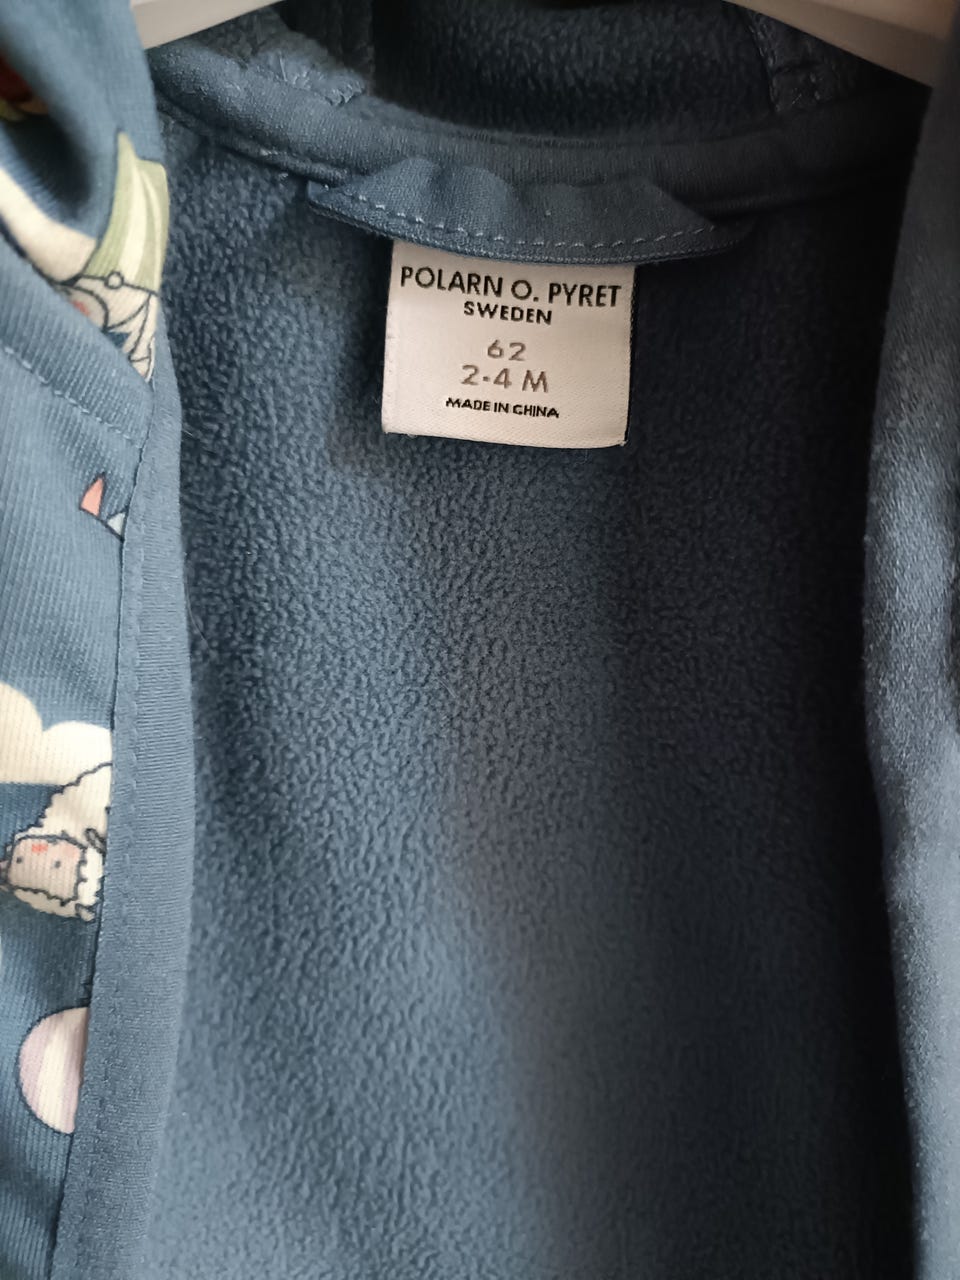 POLARN O. PYRET
SWEDEN
62
2-4 M
MADE IN CHINA